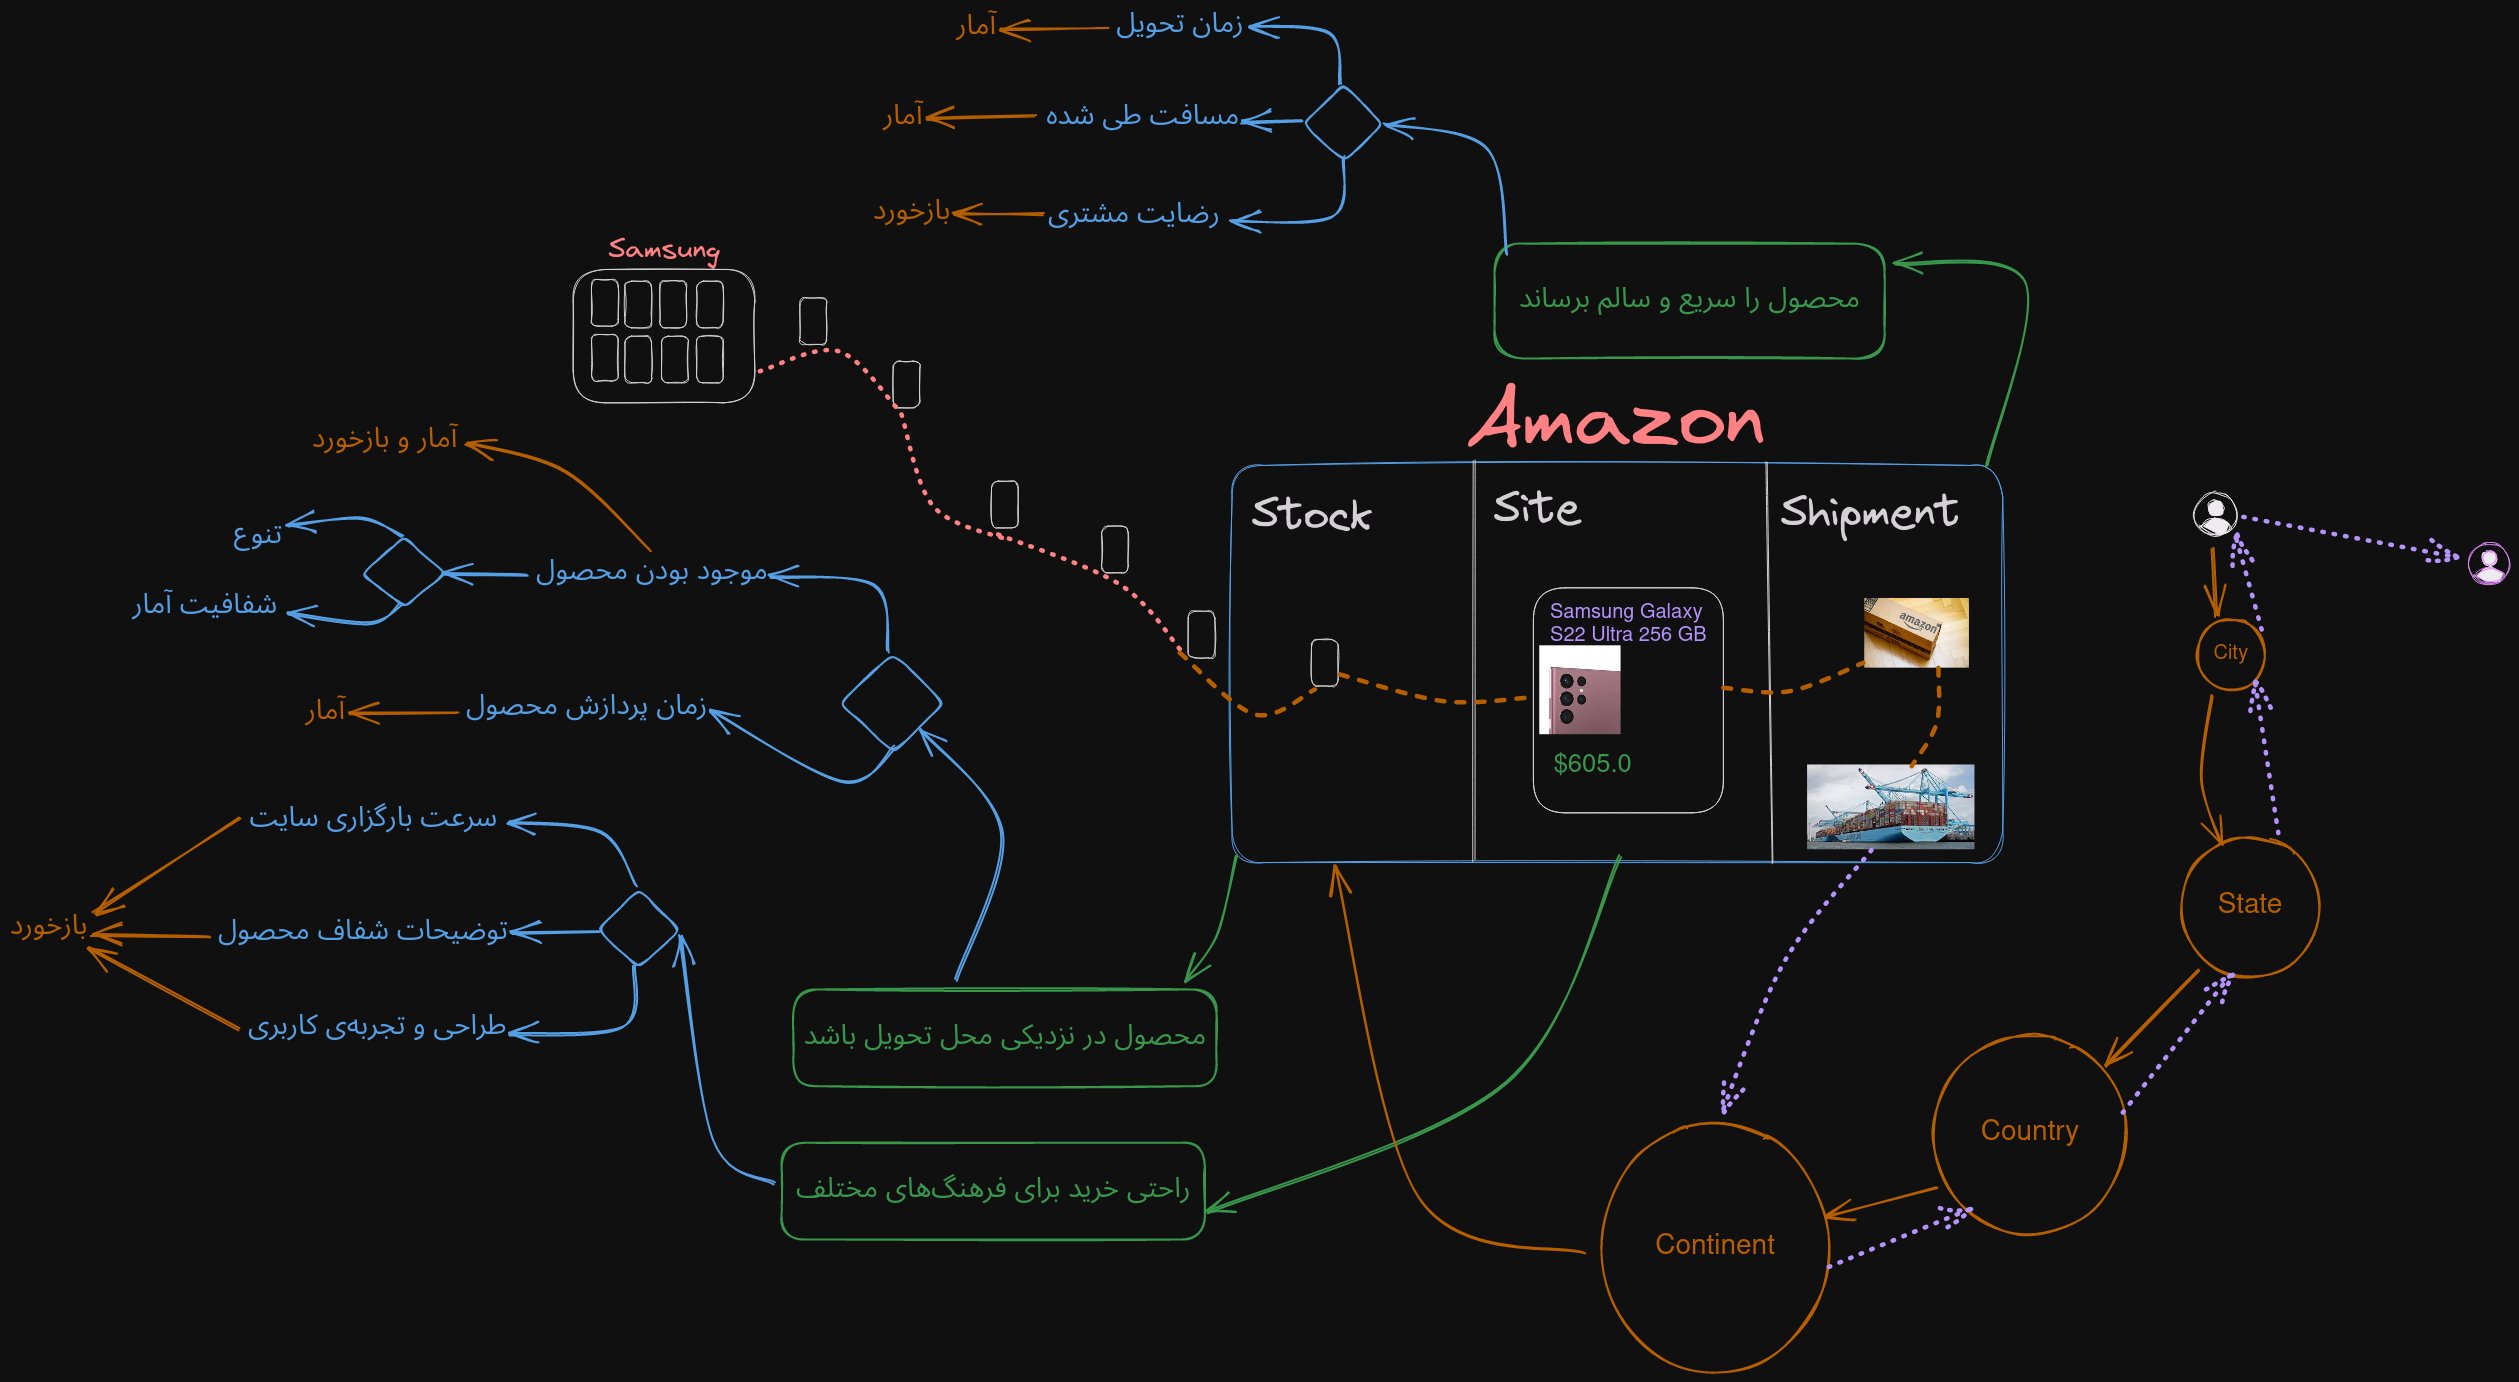 زمان تحویل
آمار
مسافت طی شده
آمار
رضایت مشتری
بازخورد
Samsung
محصول را سریع و سالم برساند
Amazon
Stock
Site
Shipment
Samsung Galaxy
S22 Ultra 256 GB
$605.0
amazon
آمار و بازخورد
تنوع
موجود بودن محصول
شفافیت آمار
زمان پردازش محصول
آمار
سرعت بارگزاری سایت
توضیحات شفاف محصول
بازخورد
طراحی و تجربه‌ی کاربری
محصول در نزدیکی محل تحویل باشد
راحتی خرید برای فرهنگ‌های مختلف
City
State
Country
Continent